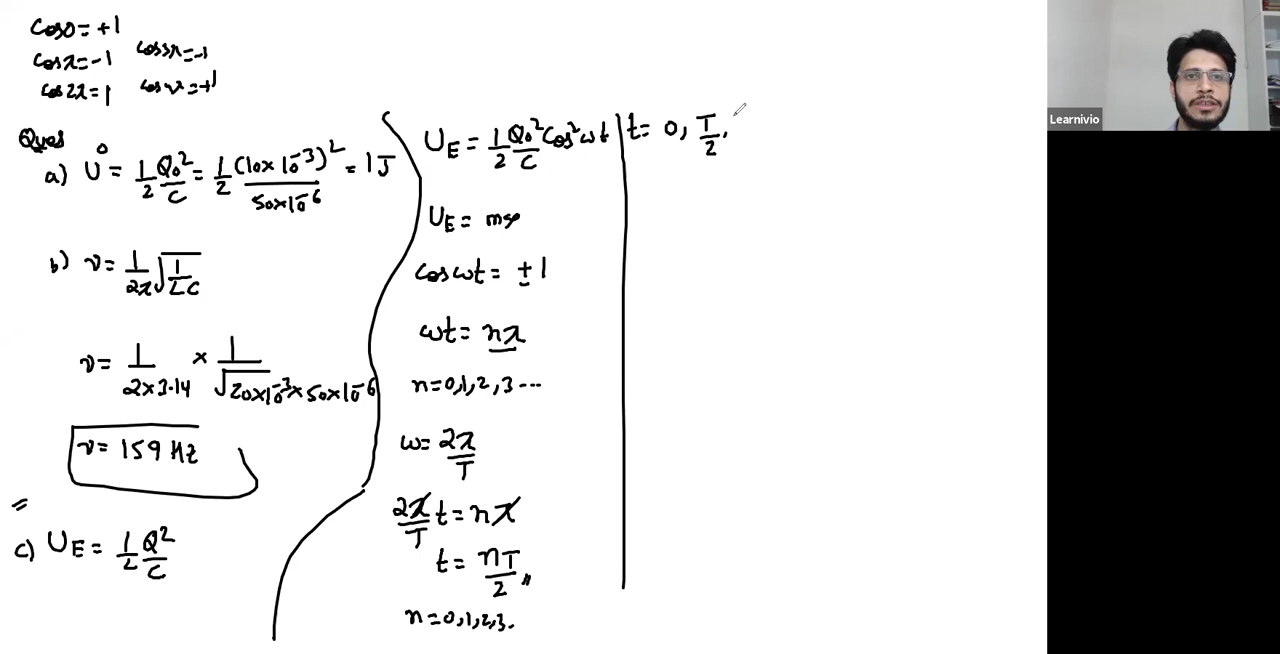 cos0 = +1
cosπ = -1 cos3π = -1
cos2π = 1 cos4π = +1
Ques
a) U⁰ = 1/2 Q₀²/C = 1/2 (10×10⁻³)²/50×10⁻⁶ = 1J
b) ν = 1/2π √1/LC
ν = 1/2×3.14 × 1/√20×10⁻³×50×10⁻⁶
ν = 159 Hz
c) U_E = 1/2 Q²/C
U_E = 1/2 Q₀²/C cos²ωt
U_E = max
cosωt = ±1
ωt = nπ
n=0,1,2,3---
ω = 2π/T
2π/T t = nπ
t = nT/2
n=0,1,2,3.
t = 0, T/2,
Learnivio